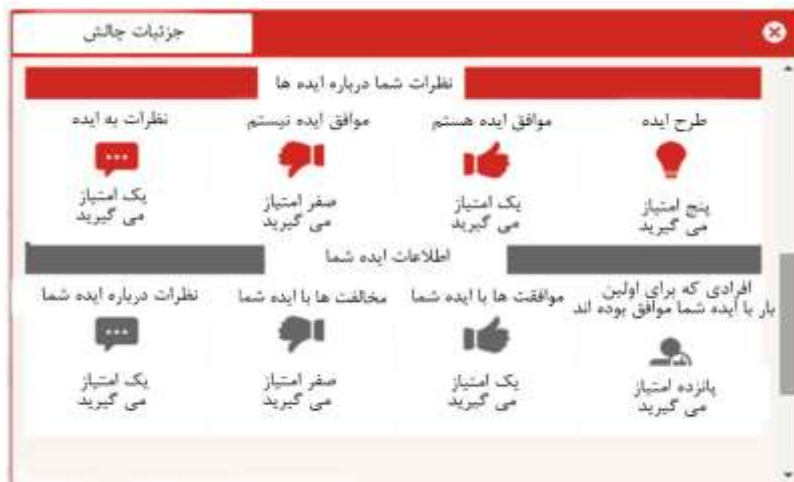 جزئیات چالش
نظرات شما درباره ایده ها
طرح ایده
موافق ایده هستم
موافق ایده نیستم
نظرات به ایده
پنج امتیاز
می گیرید
یک امتیاز
می گیرید
صفر امتیاز
می گیرید
یک امتیاز
می گیرید
اطلاعات ایده شما
افرادی که برای اولین
بار با ایده شما موافق بوده اند
موافقت ها با ایده شما
مخالفت ها با ایده شما
نظرات درباره ایده شما
پانزده امتیاز
می گیرید
یک امتیاز
می گیرید
صفر امتیاز
می گیرید
یک امتیاز
می گیرید